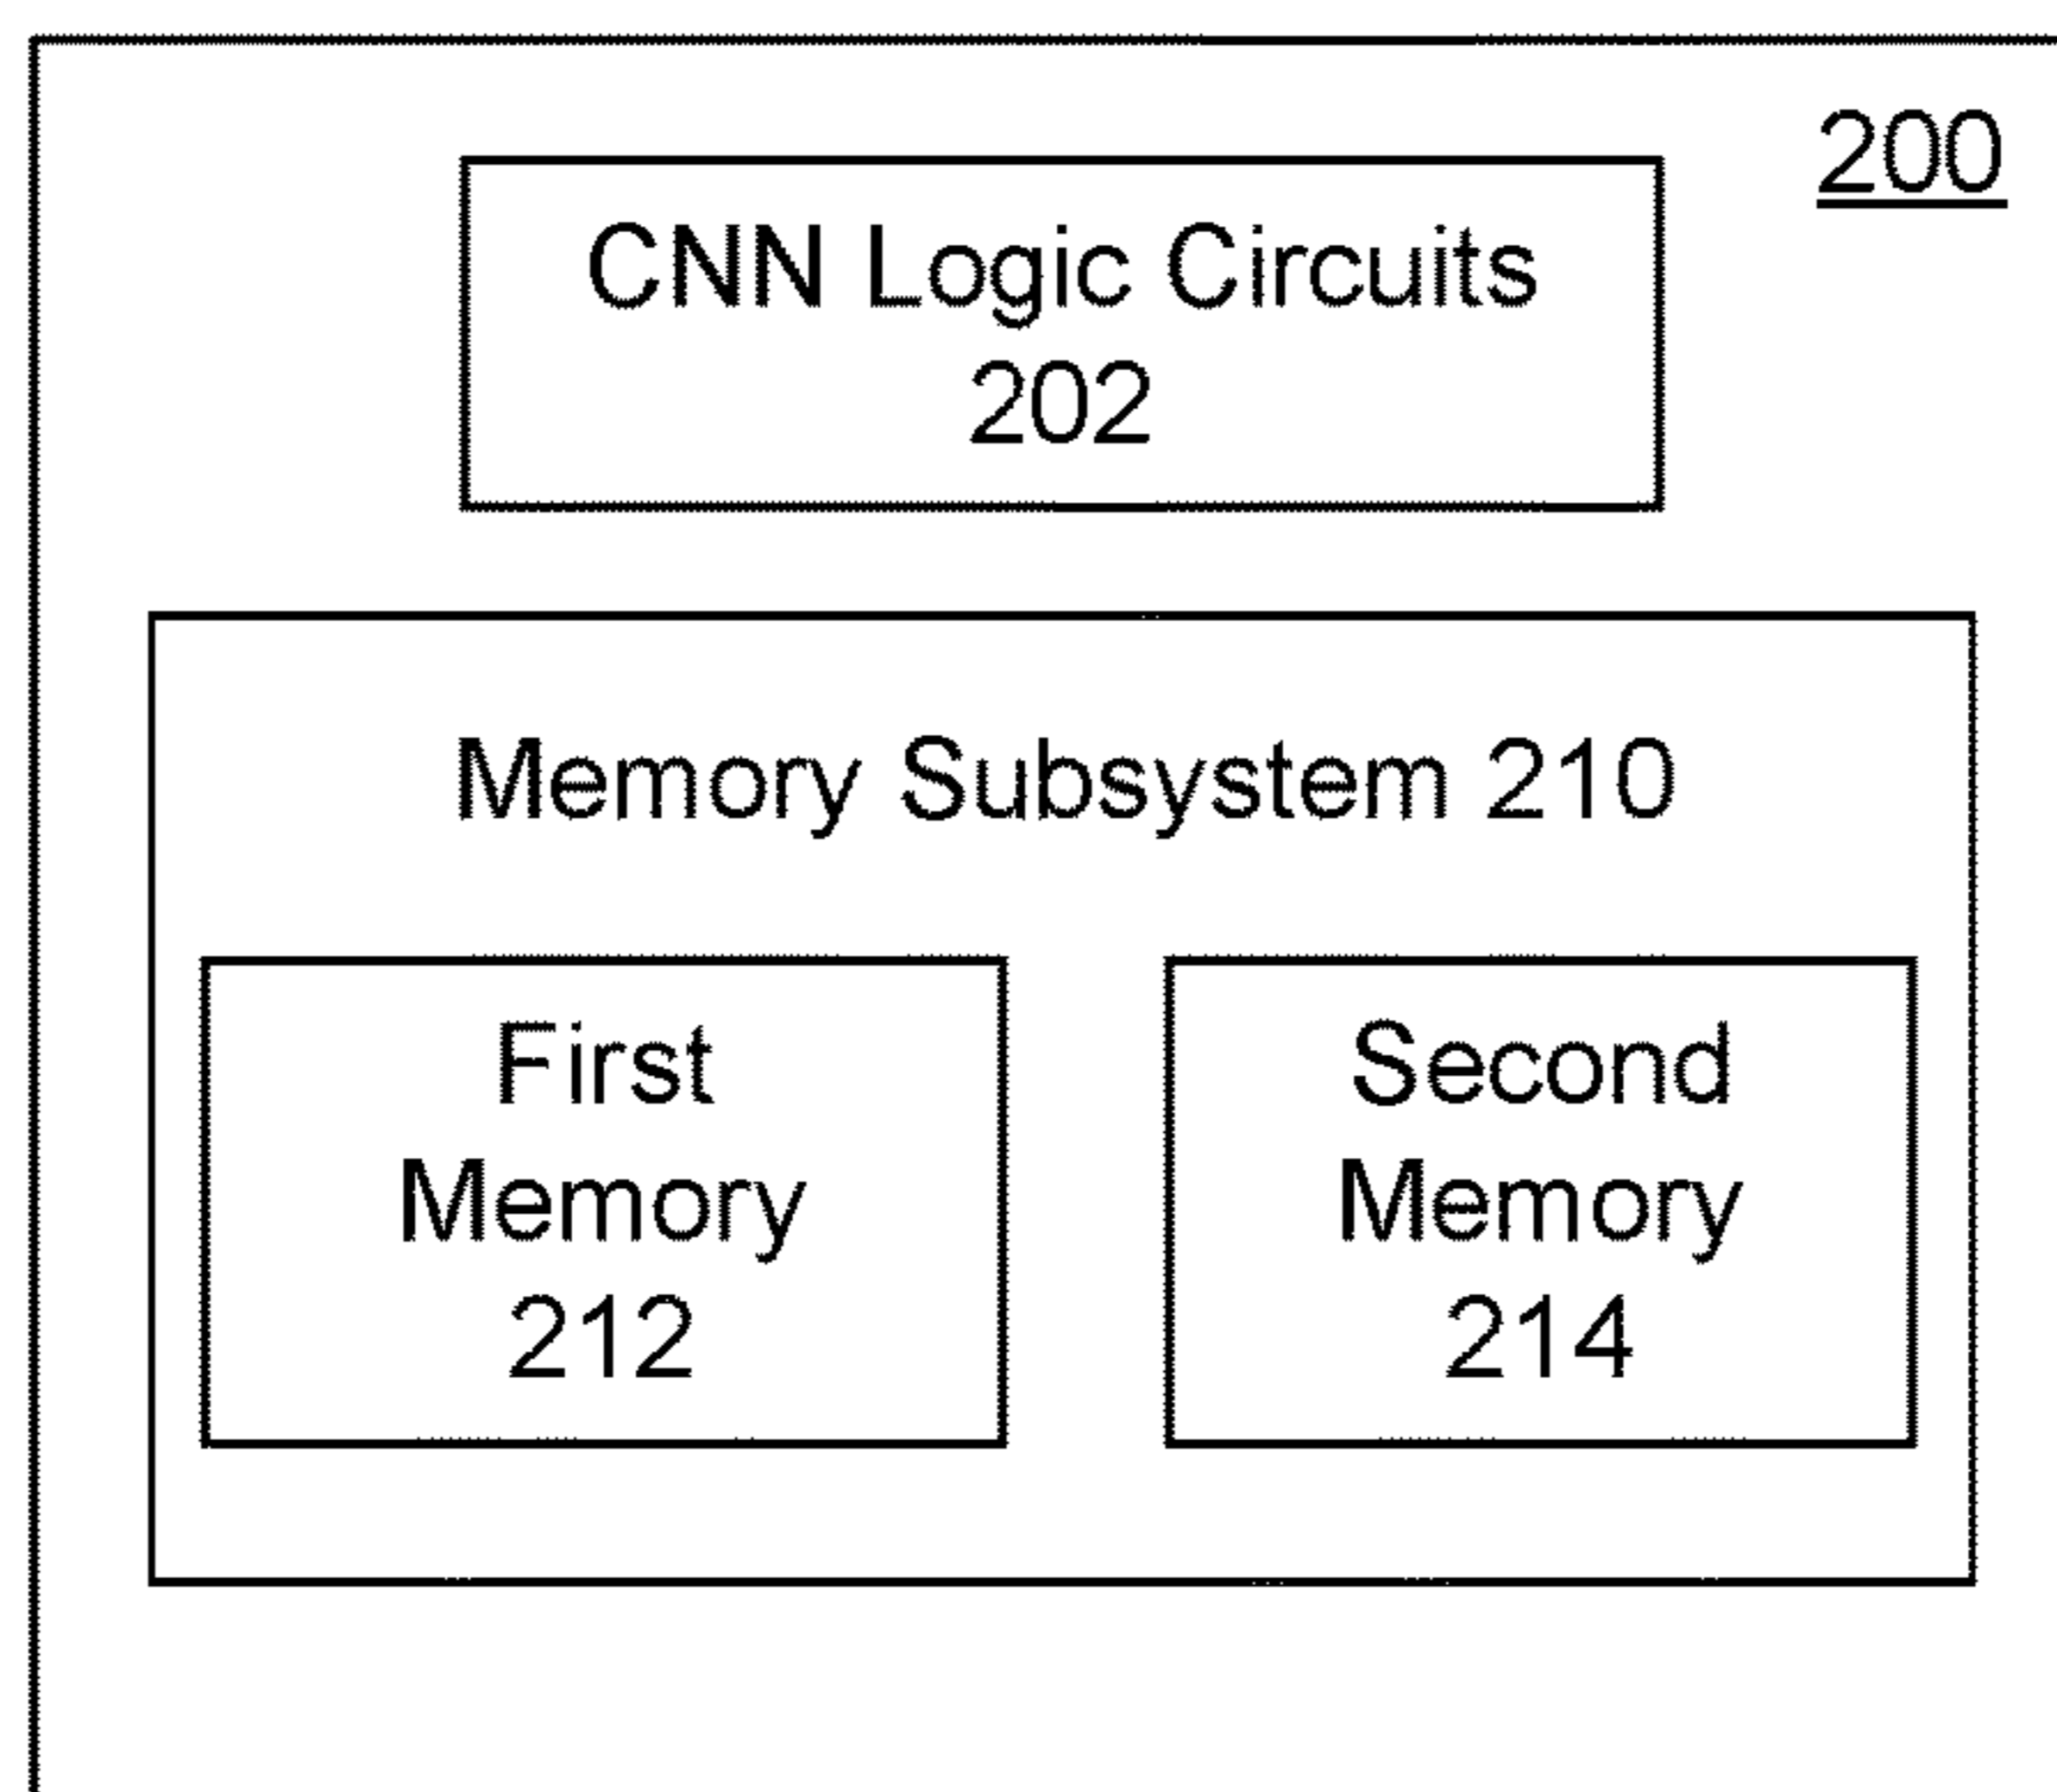 200
CNN Logic Circuits
202
Memory Subsystem 210
First
Memory
212
Second
Memory
214